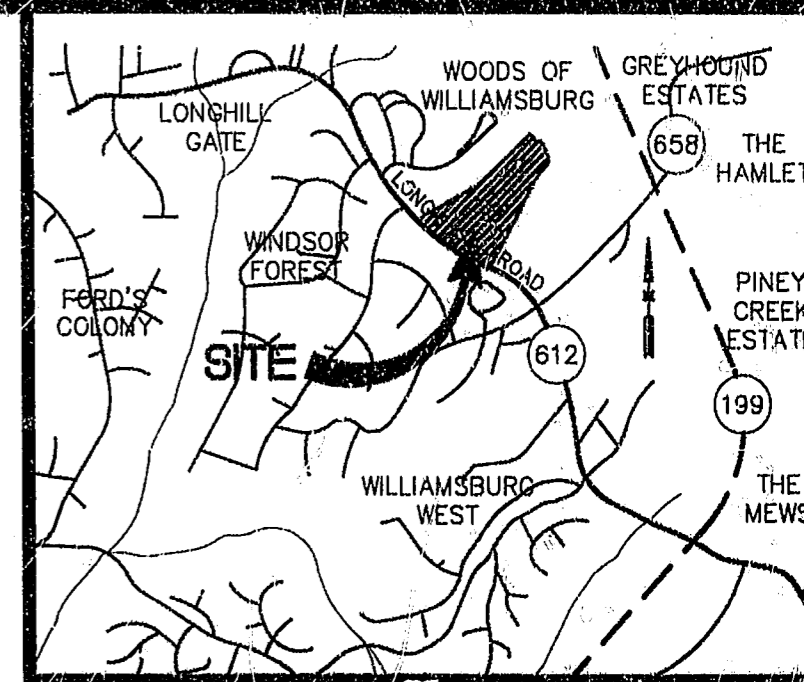 WOODS OF
WILLIAMSBURG
GREYHOUND
ESTATES
658
THE
HAMLET
LONGHILL
GATE
ROAD
WINDSOR
FOREST
FORD'S
COLONY
PINEY
CREEK
SITE
612
199
WILLIAMSBURG
WEST
THE
MEWS